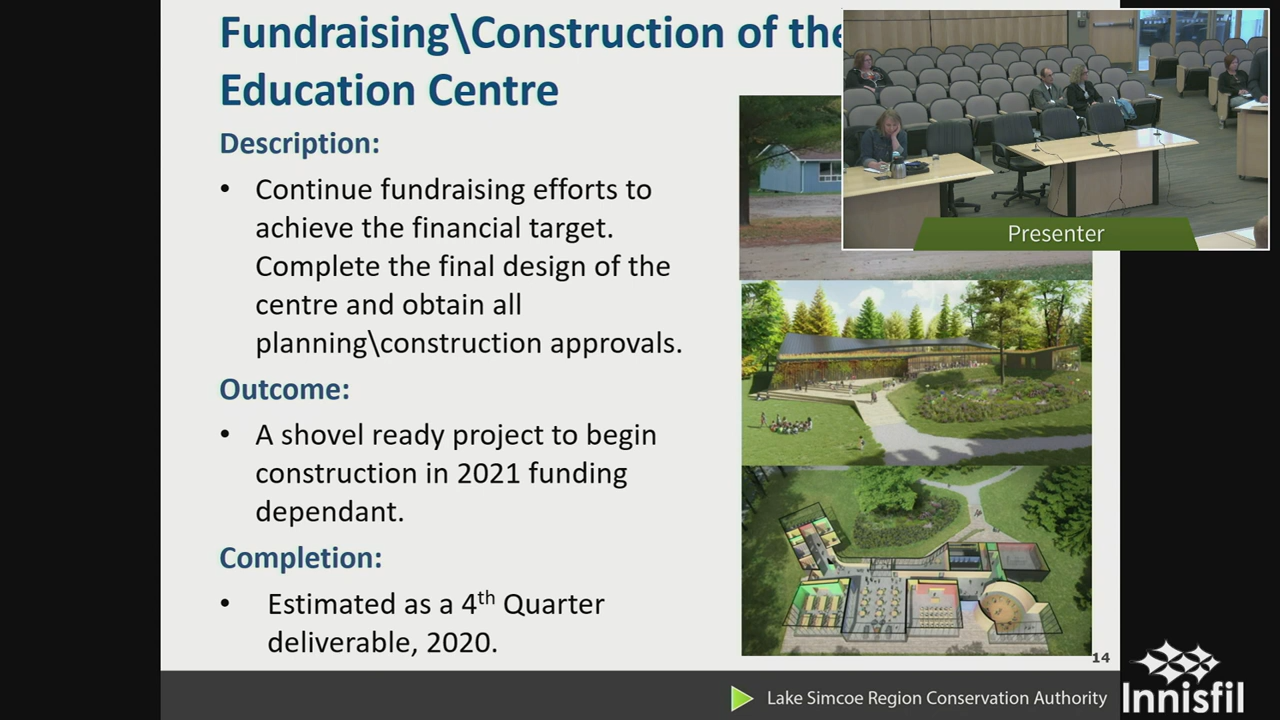 Fundraising\Construction of the
Education Centre
Description:
• Continue fundraising efforts to
achieve the financial target.
Complete the final design of the
centre and obtain all
planning\construction approvals.
Outcome:
• A shovel ready project to begin
construction in 2021 funding
dependant.
Completion:
• Estimated as a 4th Quarter
deliverable, 2020.
Presenter
14
Lake Simcoe Region Conservation Authority
Innisfil